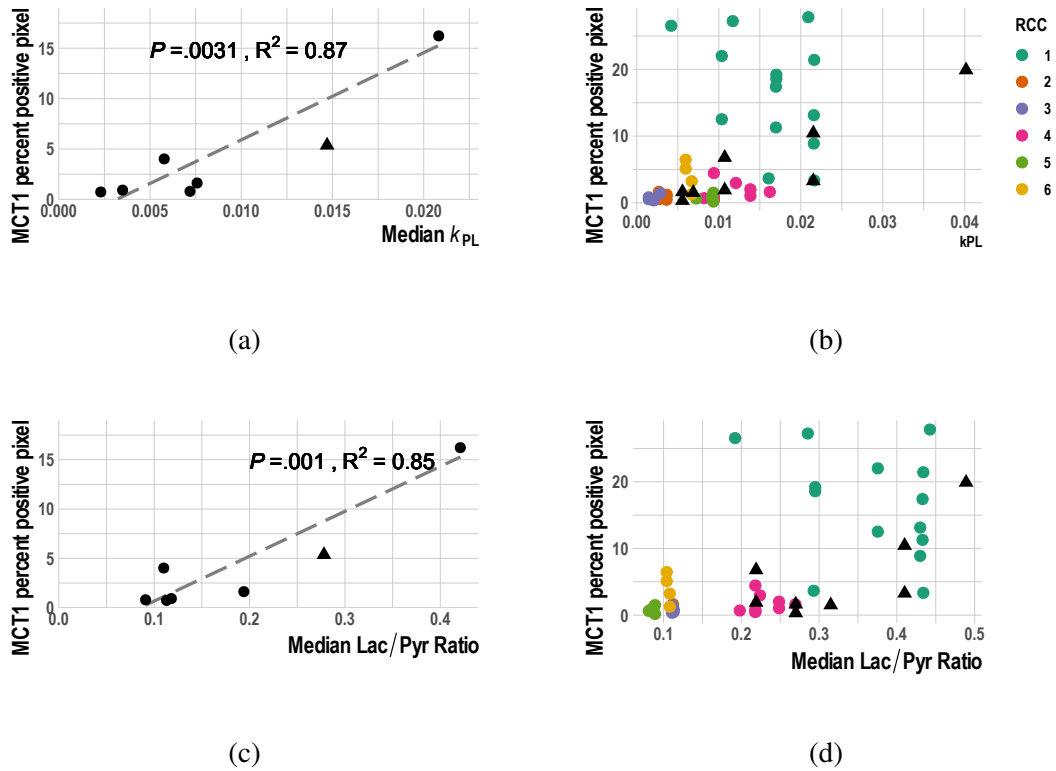 MCT1 percent positive pixel
P =.0031 , R² = 0.87
15
10
5
0
0.000 0.005 0.010 0.015 0.020
Median kPL
(a)
MCT1 percent positive pixel
20
10
0
0.00 0.01 0.02 0.03 0.04
kPL
RCC
1
2
3
4
5
6
(b)
MCT1 percent positive pixel
P =.001 , R² = 0.85
15
10
5
0
0.0 0.1 0.2 0.3 0.4
Median Lac/Pyr Ratio
(c)
MCT1 percent positive pixel
20
10
0
0.1 0.2 0.3 0.4 0.5
Median Lac/Pyr Ratio
(d)